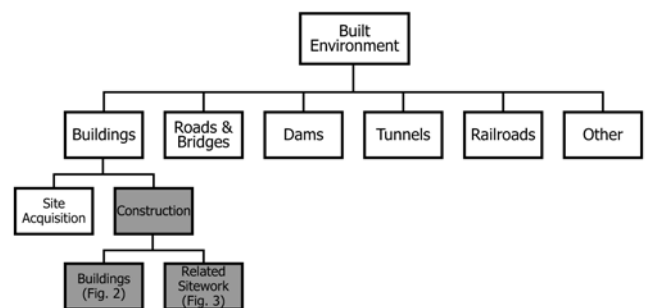 Built
Environment
Buildings
Roads &
Bridges
Dams
Tunnels
Railroads
Other
Site
Acquisition
Construction
Buildings
(Fig. 2)
Related
Sitework
(Fig. 3)